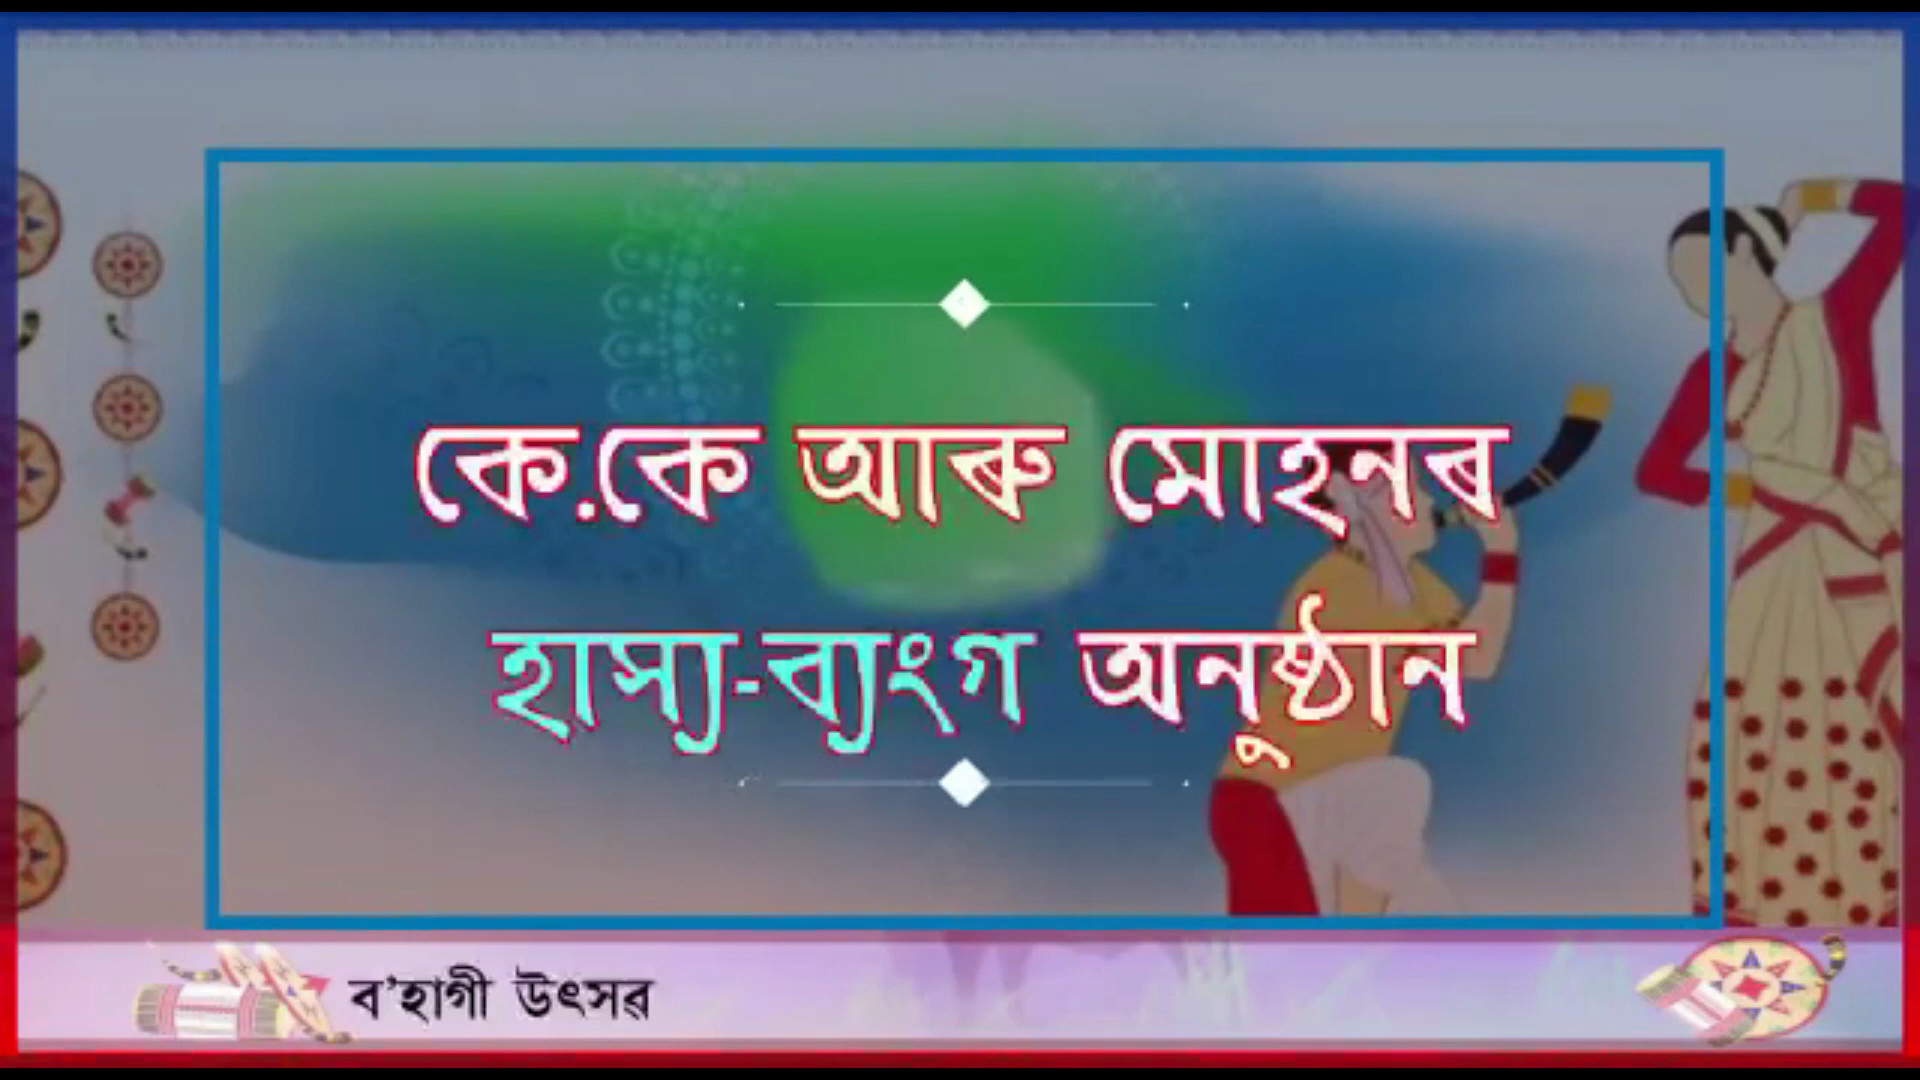 কে.কে আৰু মোহনৰ
হাস্য-ব্যংগ অনুষ্ঠান
ব'হাগী উৎসৱ